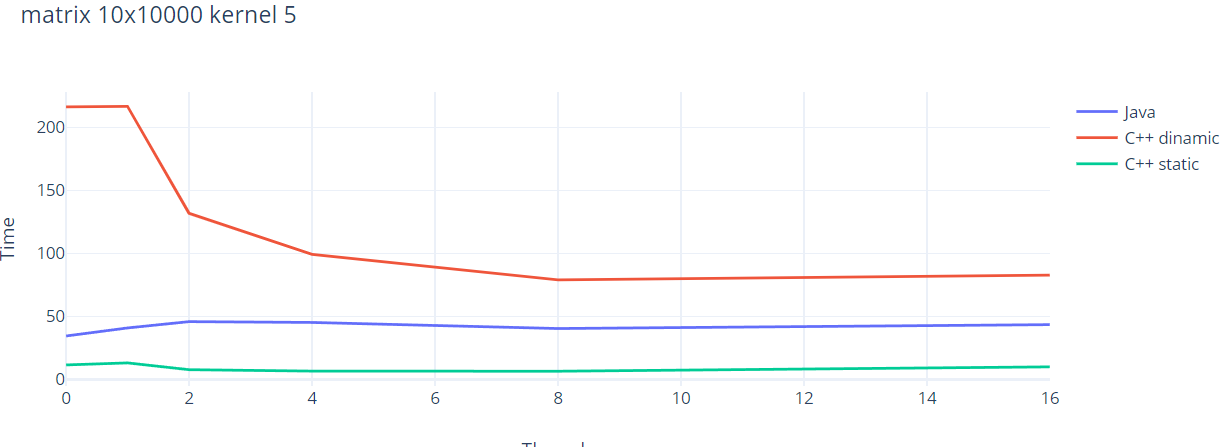 matrix 10x10000 kernel 5
Java
C++ dinamic
C++ static
Time
200
150
100
50
0
0 2 4 6 8 10 12 14 16